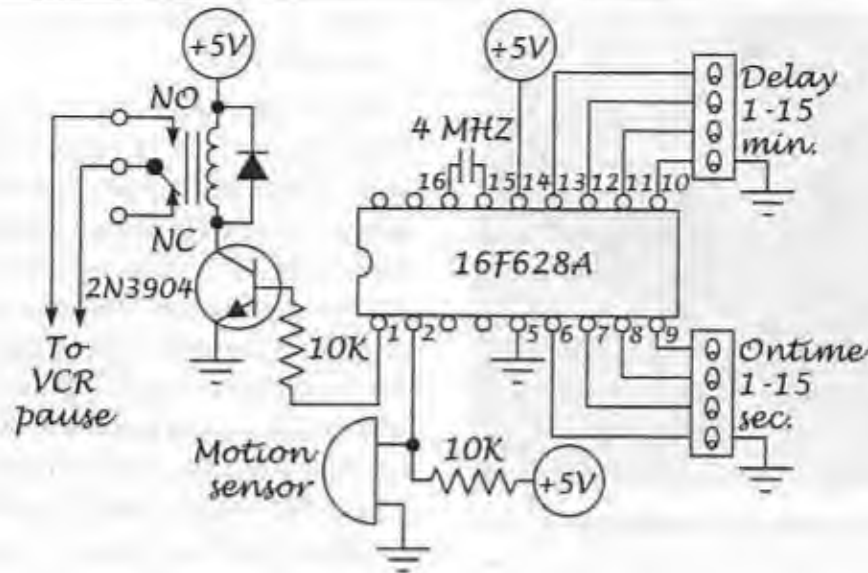 +5V
+5V
NO
4 MHZ
Delay
1-15
min.
16
15
14
13
12
11
10
NC
16F628A
2N3904
1
2
5
6
7
8
9
10K
To
VCR
pause
Ontime
1-15
sec.
Motion
sensor
10K
+5V